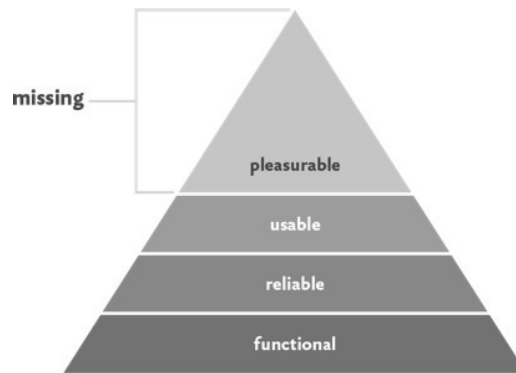 missing
pleasurable
usable
reliable
functional